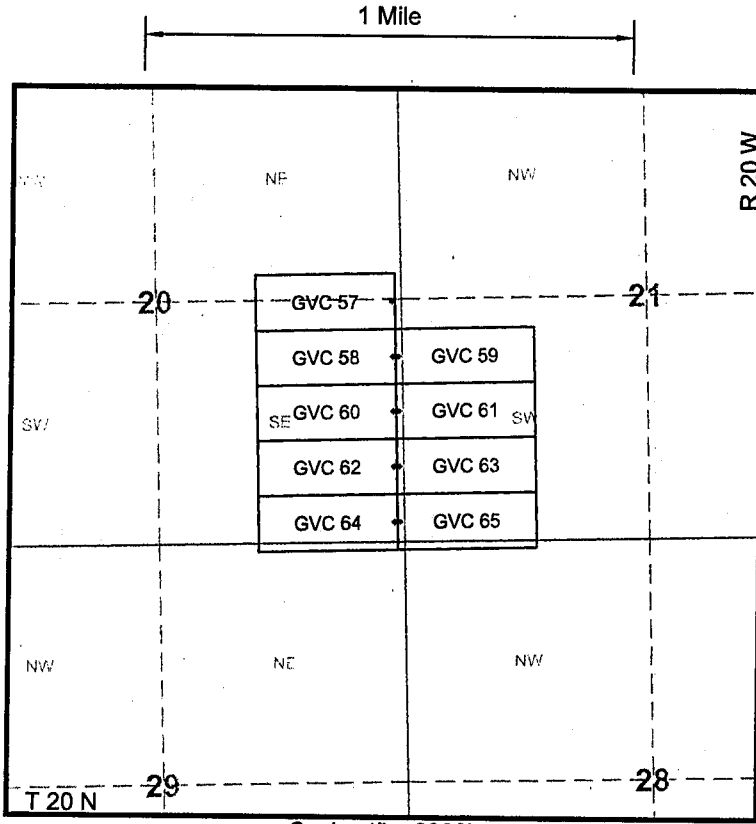 1 Mile
R 20 W
NE
NW
20
GVC 57
21
GVC 58
GVC 59
SW
SE
GVC 60
GVC 61
SW
GVC 62
GVC 63
GVC 64
GVC 65
NW
NE
NW
T 20 N
29
28